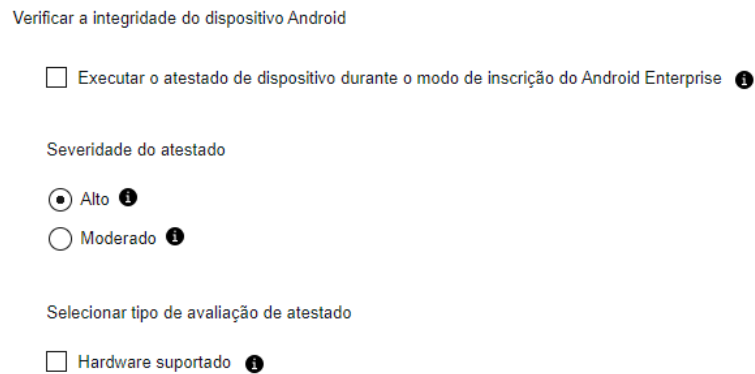 Verificar a integridade do dispositivo Android
Executar o atestado de dispositivo durante o modo de inscrição do Android Enterprise
Severidade do atestado
Alto
Moderado
Selecionar tipo de avaliação de atestado
Hardware suportado